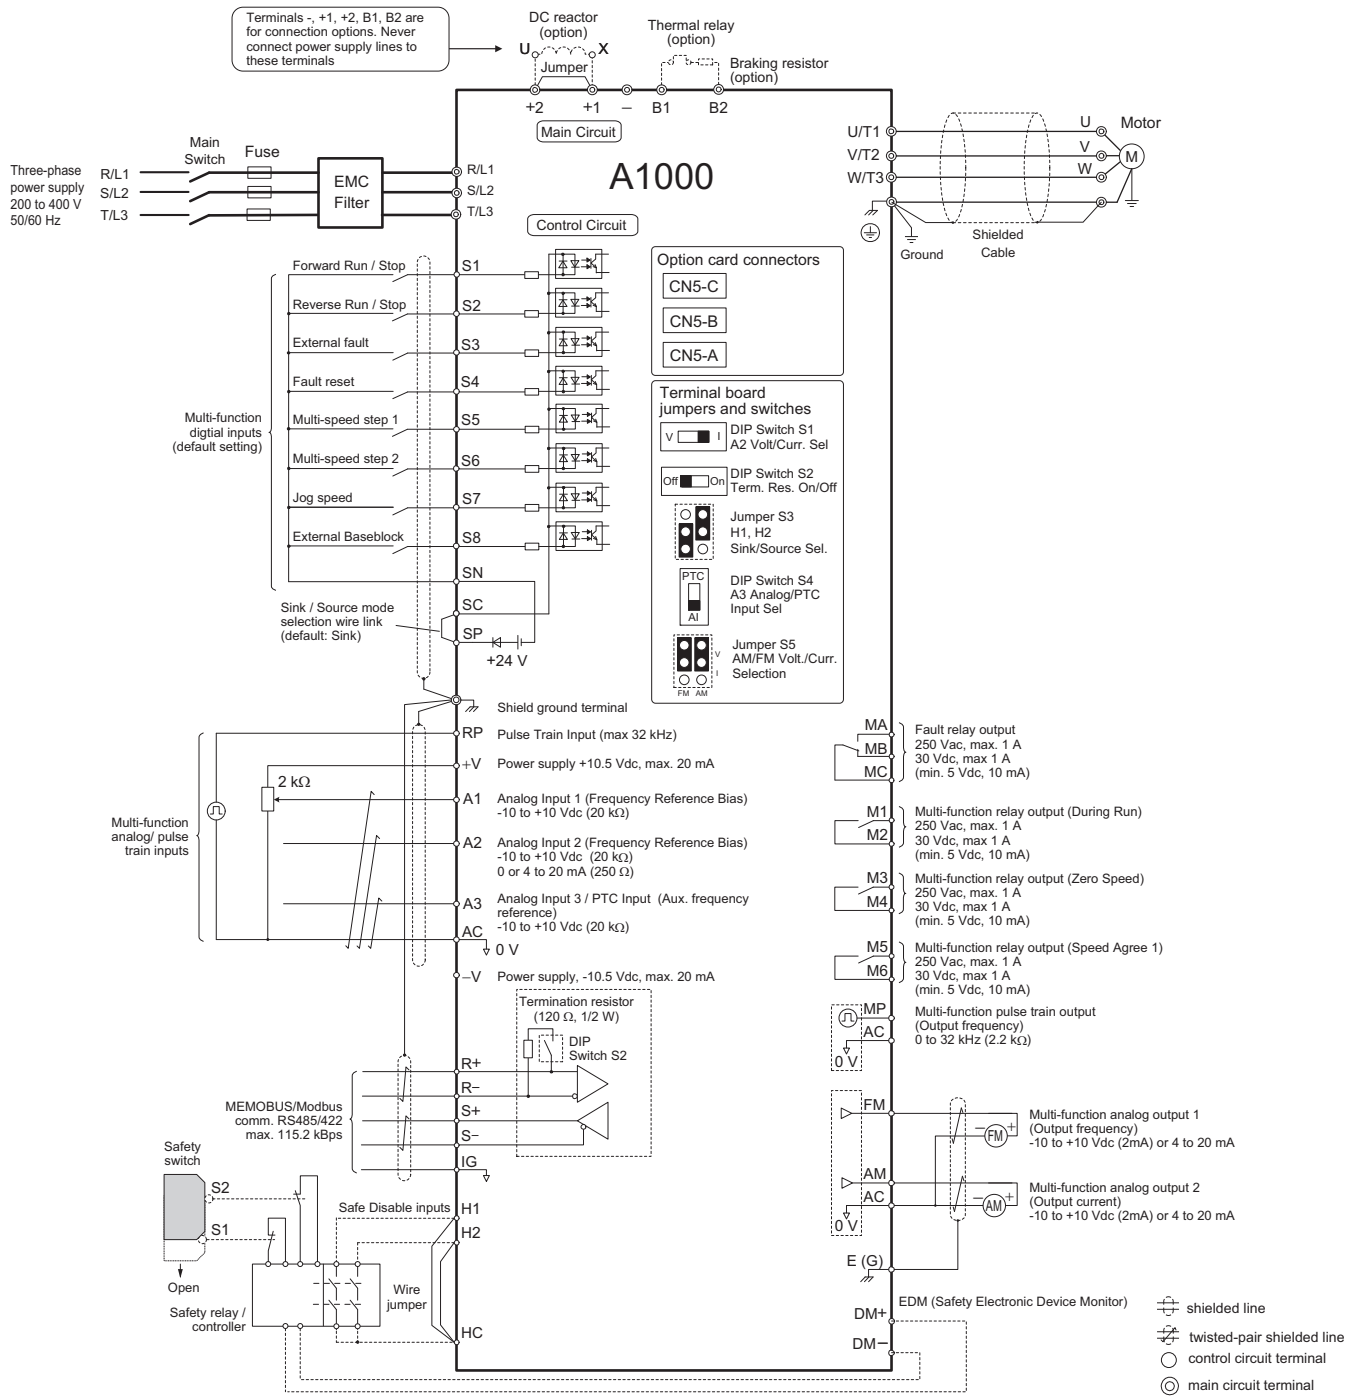 Terminals -, +1, +2, B1, B2 are
for connection options. Never
connect power supply lines to
these terminals
DC reactor
(option)
U X
Jumper
Thermal relay
(option)
Braking resistor
(option)
+2 +1 – B1 B2
Main Circuit
A1000
Three-phase
power supply
200 to 400 V
50/60 Hz
R/L1
S/L2
T/L3
Main
Switch
Fuse
EMC
Filter
R/L1
S/L2
T/L3
U/T1
V/T2
W/T3
U
V
W
Motor
M
Ground
Shielded
Cable
Control Circuit
Multi-function
digtial inputs
(default setting)
Forward Run / Stop S1
Reverse Run / Stop S2
External fault S3
Fault reset S4
Multi-speed step 1 S5
Multi-speed step 2 S6
Jog speed S7
External Baseblock S8
SN
SC
SP
+24 V
Sink / Source mode
selection wire link
(default: Sink)
Option card connectors
CN5-C
CN5-B
CN5-A
Terminal board
jumpers and switches
V I
DIP Switch S1
A2 Volt/Curr. Sel
Off On
DIP Switch S2
Term. Res. On/Off
Jumper S3
H1, H2
Sink/Source Sel.
PTC
AI
DIP Switch S4
A3 Analog/PTC
Input Sel
V
I
FM AM
Jumper S5
AM/FM Volt./Curr.
Selection
Shield ground terminal
Multi-function
analog/ pulse
train inputs
2 kΩ
RP Pulse Train Input (max 32 kHz)
+V Power supply +10.5 Vdc, max. 20 mA
A1 Analog Input 1 (Frequency Reference Bias)
-10 to +10 Vdc (20 kΩ)
A2 Analog Input 2 (Frequency Reference Bias)
-10 to +10 Vdc (20 kΩ)
0 or 4 to 20 mA (250 Ω)
A3 Analog Input 3 / PTC Input (Aux. frequency
reference)
-10 to +10 Vdc (20 kΩ)
AC
0 V
–V Power supply, -10.5 Vdc, max. 20 mA
MA
MB
MC
Fault relay output
250 Vac, max. 1 A
30 Vdc, max 1 A
(min. 5 Vdc, 10 mA)
M1
M2
Multi-function relay output (During Run)
250 Vac, max. 1 A
30 Vdc, max 1 A
(min. 5 Vdc, 10 mA)
M3
M4
Multi-function relay output (Zero Speed)
250 Vac, max. 1 A
30 Vdc, max 1 A
(min. 5 Vdc, 10 mA)
M5
M6
Multi-function relay output (Speed Agree 1)
250 Vac, max. 1 A
30 Vdc, max 1 A
(min. 5 Vdc, 10 mA)
MP
AC
0 V
Multi-function pulse train output
(Output frequency)
0 to 32 kHz (2.2 kΩ)
Termination resistor
(120 Ω, 1/2 W)
DIP
Switch S2
MEMOBUS/Modbus
comm. RS485/422
max. 115.2 kBps
R+
R–
S+
S–
IG
FM
– FM +
Multi-function analog output 1
(Output frequency)
-10 to +10 Vdc (2mA) or 4 to 20 mA
AM
AC
0 V
– AM +
Multi-function analog output 2
(Output current)
-10 to +10 Vdc (2mA) or 4 to 20 mA
E (G)
Safety
switch
S2
S1
Open
Safety relay /
controller
Safe Disable inputs
H1
H2
Wire
jumper
HC
EDM (Safety Electronic Device Monitor)
DM+
DM–
shielded line
twisted-pair shielded line
control circuit terminal
main circuit terminal